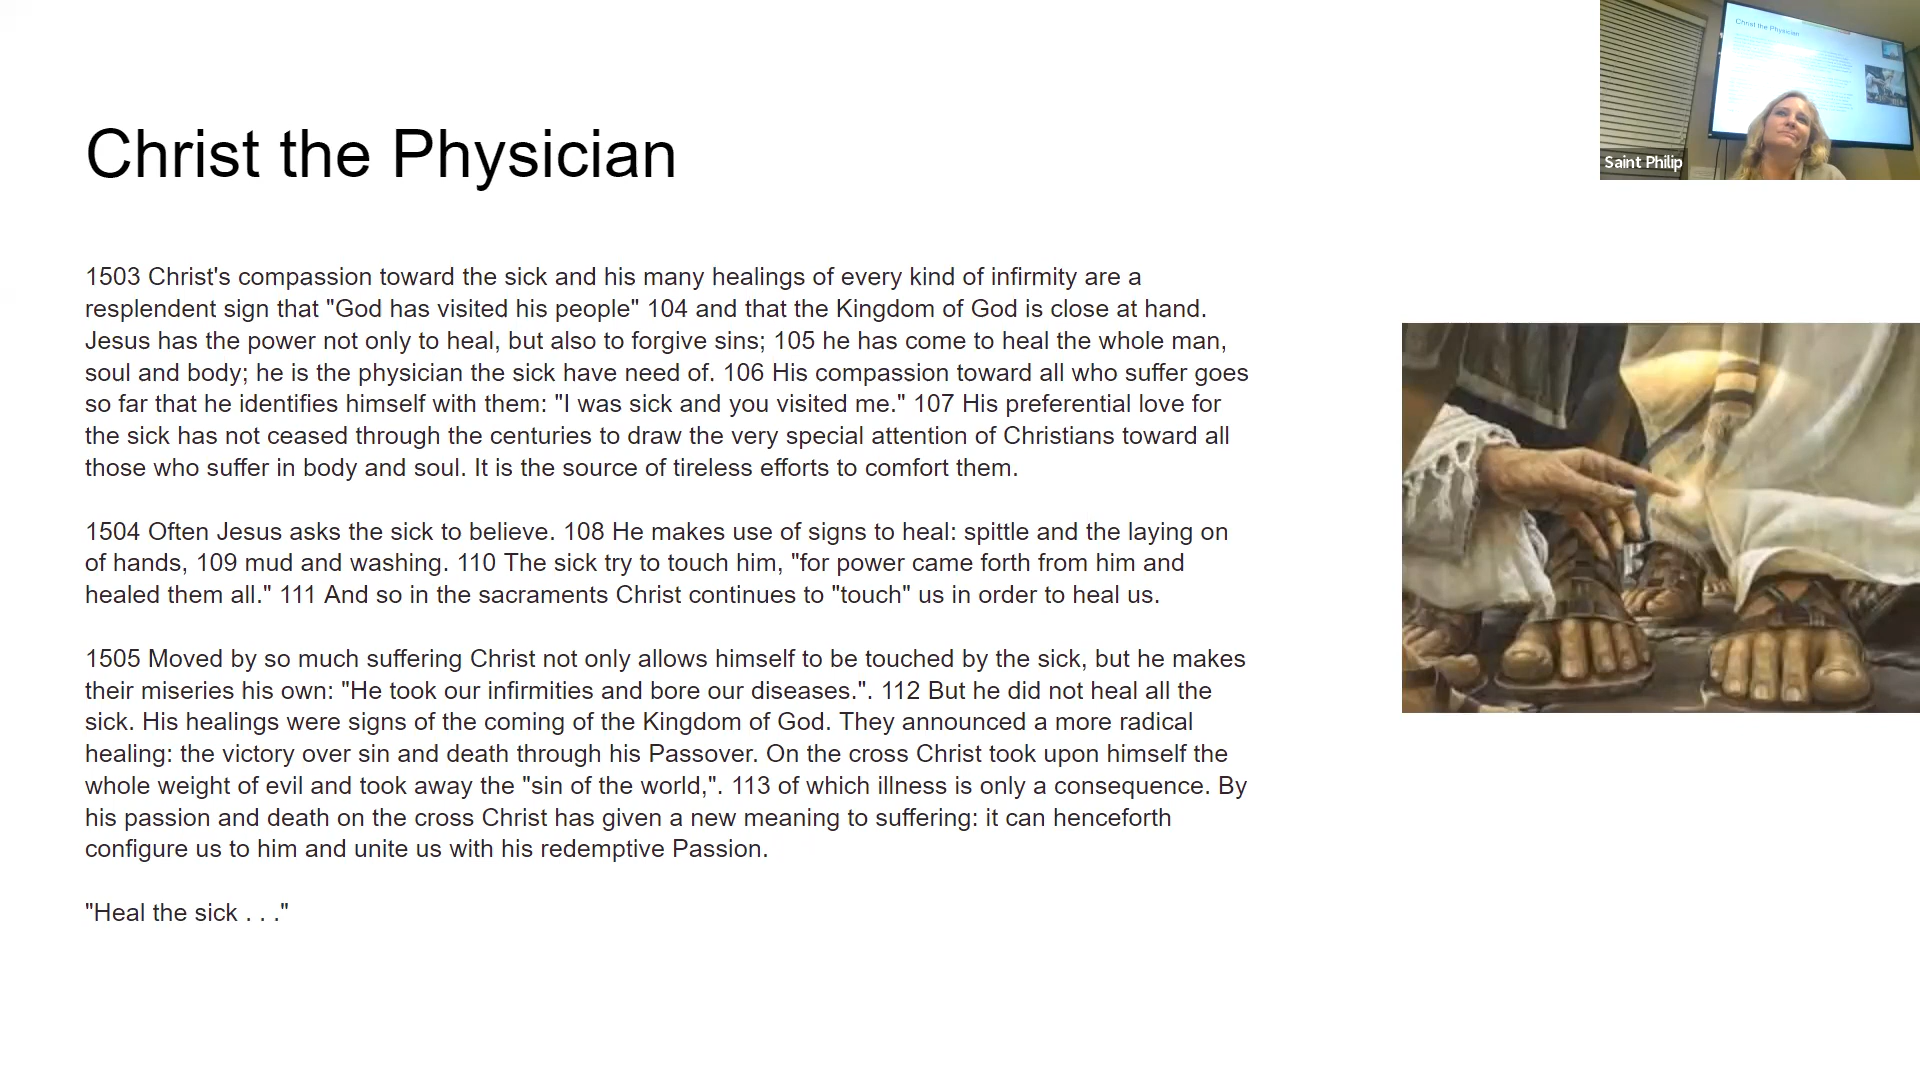 Christ the Physician
1503 Christ's compassion toward the sick and his many healings of every kind of infirmity are a
resplendent sign that "God has visited his people" 104 and that the Kingdom of God is close at hand.
Jesus has the power not only to heal, but also to forgive sins; 105 he has come to heal the whole man,
soul and body; he is the physician the sick have need of. 106 His compassion toward all who suffer goes
so far that he identifies himself with them: "I was sick and you visited me." 107 His preferential love for
the sick has not ceased through the centuries to draw the very special attention of Christians toward all
those who suffer in body and soul. It is the source of tireless efforts to comfort them.
1504 Often Jesus asks the sick to believe. 108 He makes use of signs to heal: spittle and the laying on
of hands, 109 mud and washing. 110 The sick try to touch him, "for power came forth from him and
healed them all." 111 And so in the sacraments Christ continues to "touch" us in order to heal us.
1505 Moved by so much suffering Christ not only allows himself to be touched by the sick, but he makes
their miseries his own: "He took our infirmities and bore our diseases.". 112 But he did not heal all the
sick. His healings were signs of the coming of the Kingdom of God. They announced a more radical
healing: the victory over sin and death through his Passover. On the cross Christ took upon himself the
whole weight of evil and took away the "sin of the world,". 113 of which illness is only a consequence. By
his passion and death on the cross Christ has given a new meaning to suffering: it can henceforth
configure us to him and unite us with his redemptive Passion.
"Heal the sick . . ."
Christ the Physician
Saint Philip